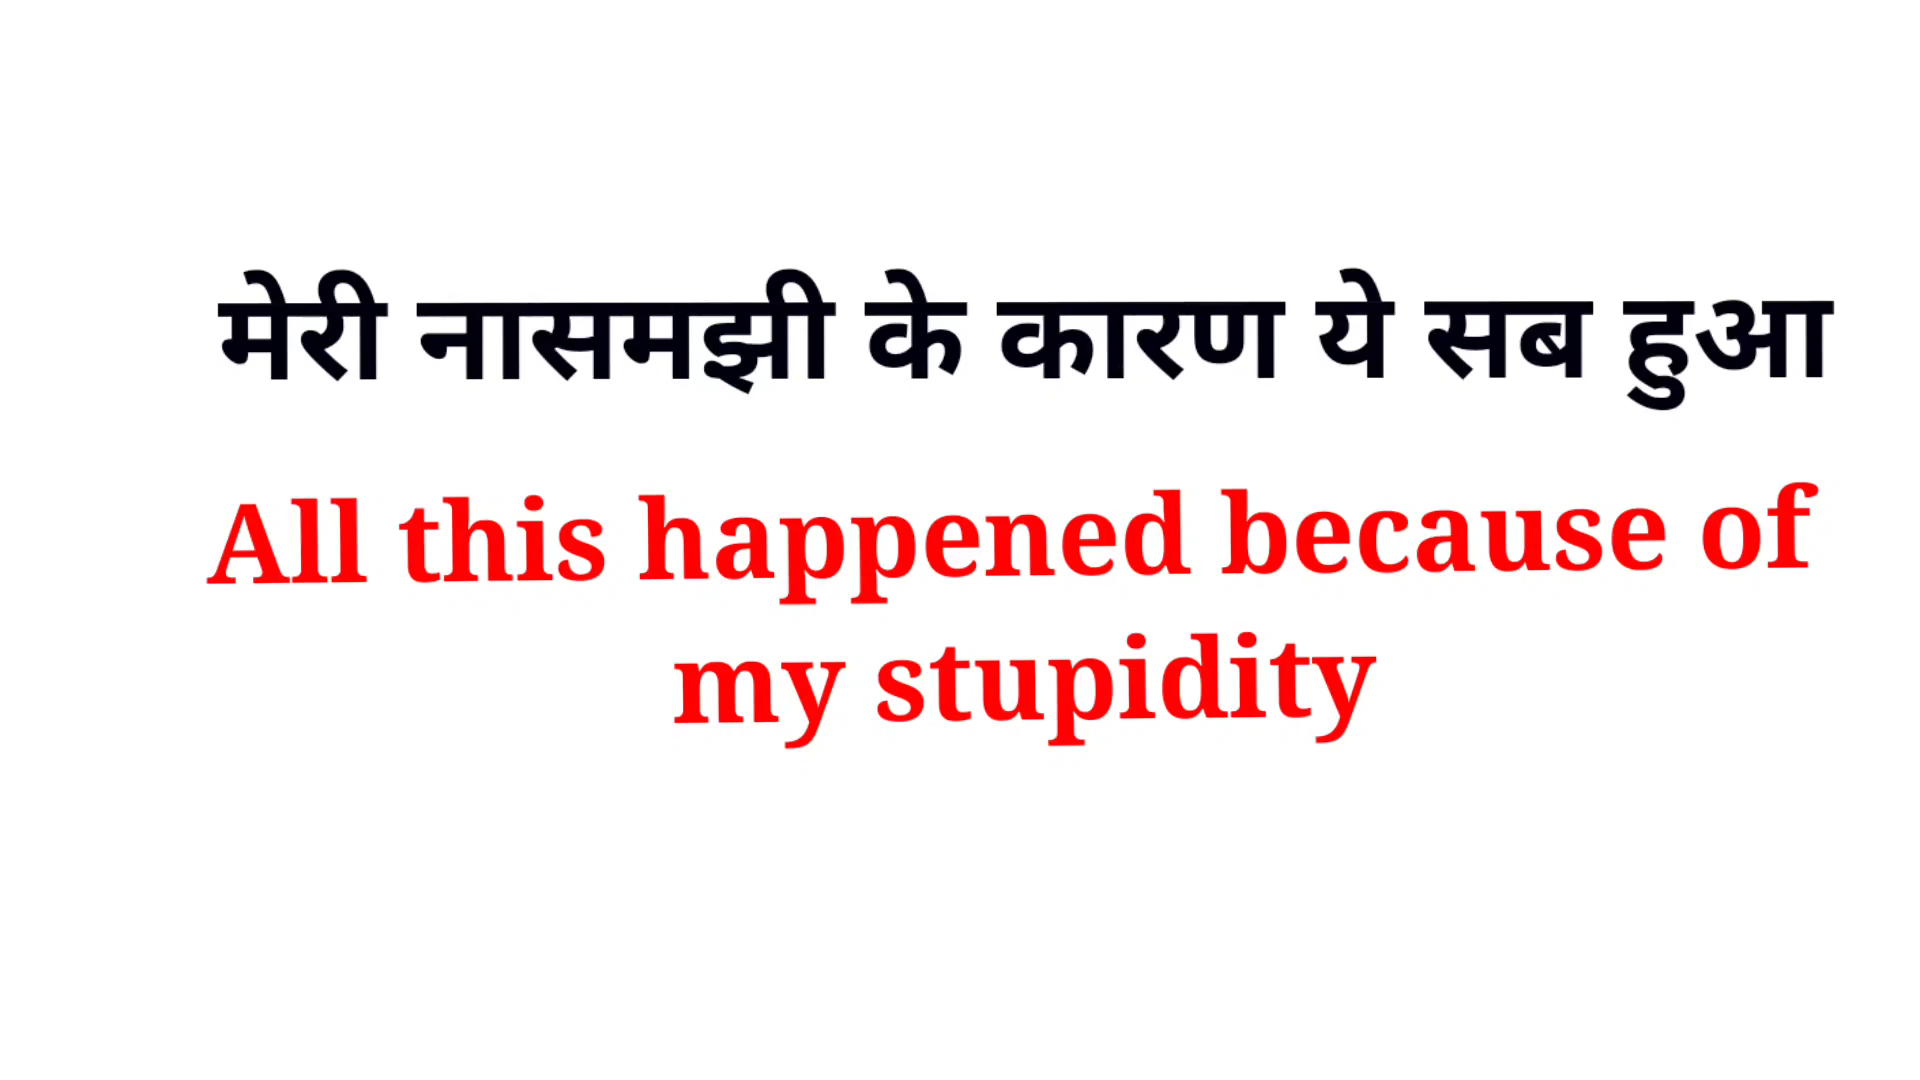 मेरी नासमझी के कारण ये सब हुआ
All this happened because of
my stupidity